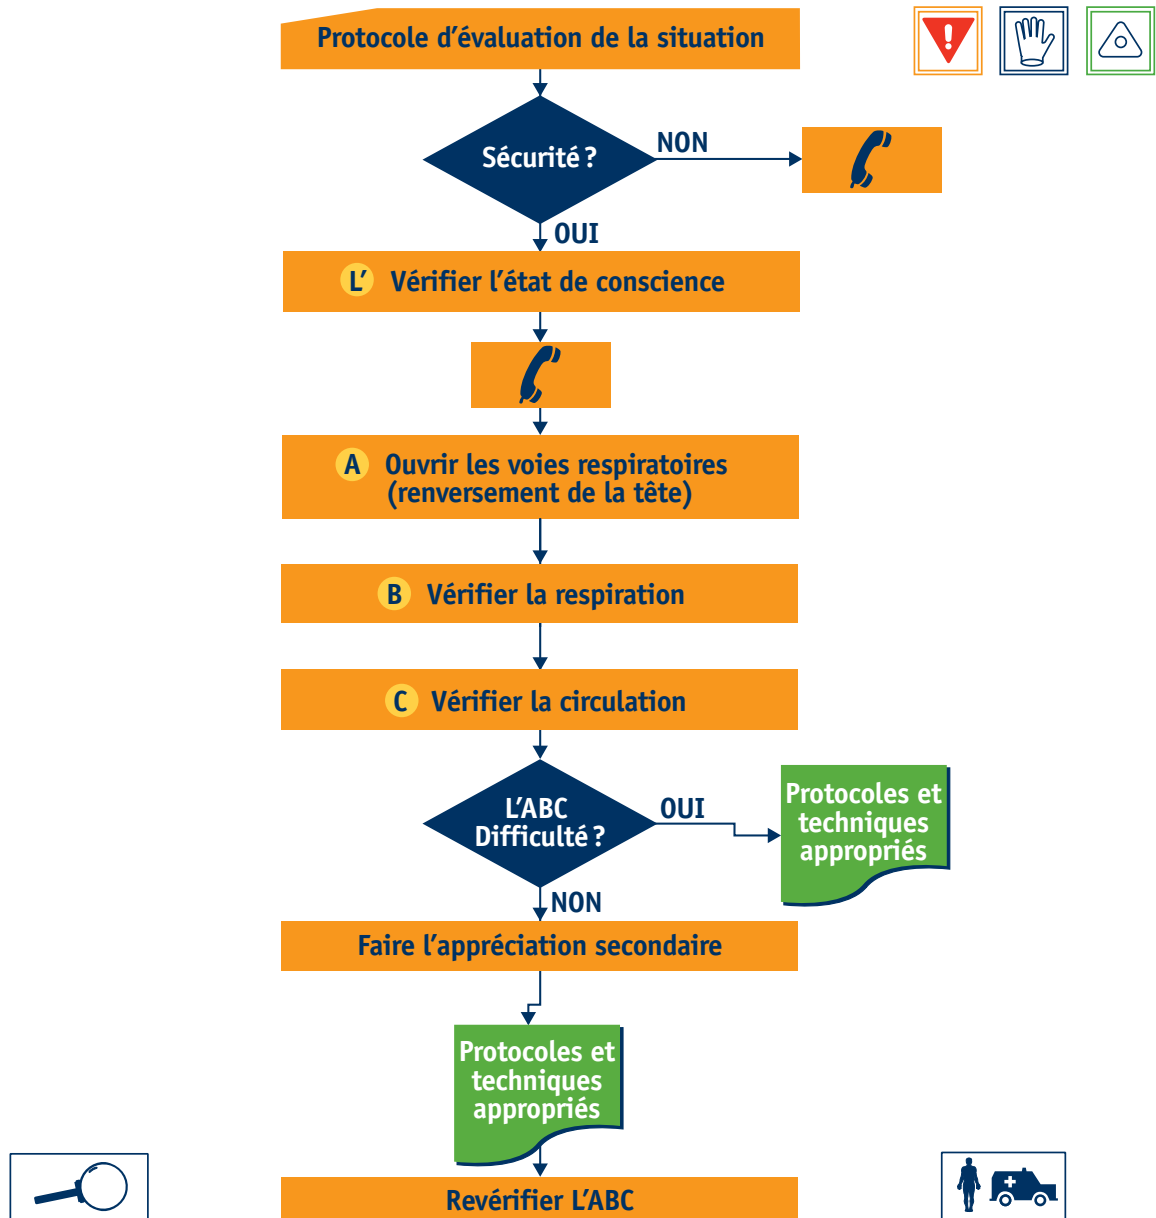 Protocole d'évaluation de la situation
!
Sécurité ?
NON
OUI
L' Vérifier l'état de conscience
A Ouvrir les voies respiratoires
(renversement de la tête)
B Vérifier la respiration
C Vérifier la circulation
L'ABC
Difficulté ?
OUI
Protocoles et
techniques
appropriés
NON
Faire l'appréciation secondaire
Protocoles et
techniques
appropriés
Revérifier L'ABC